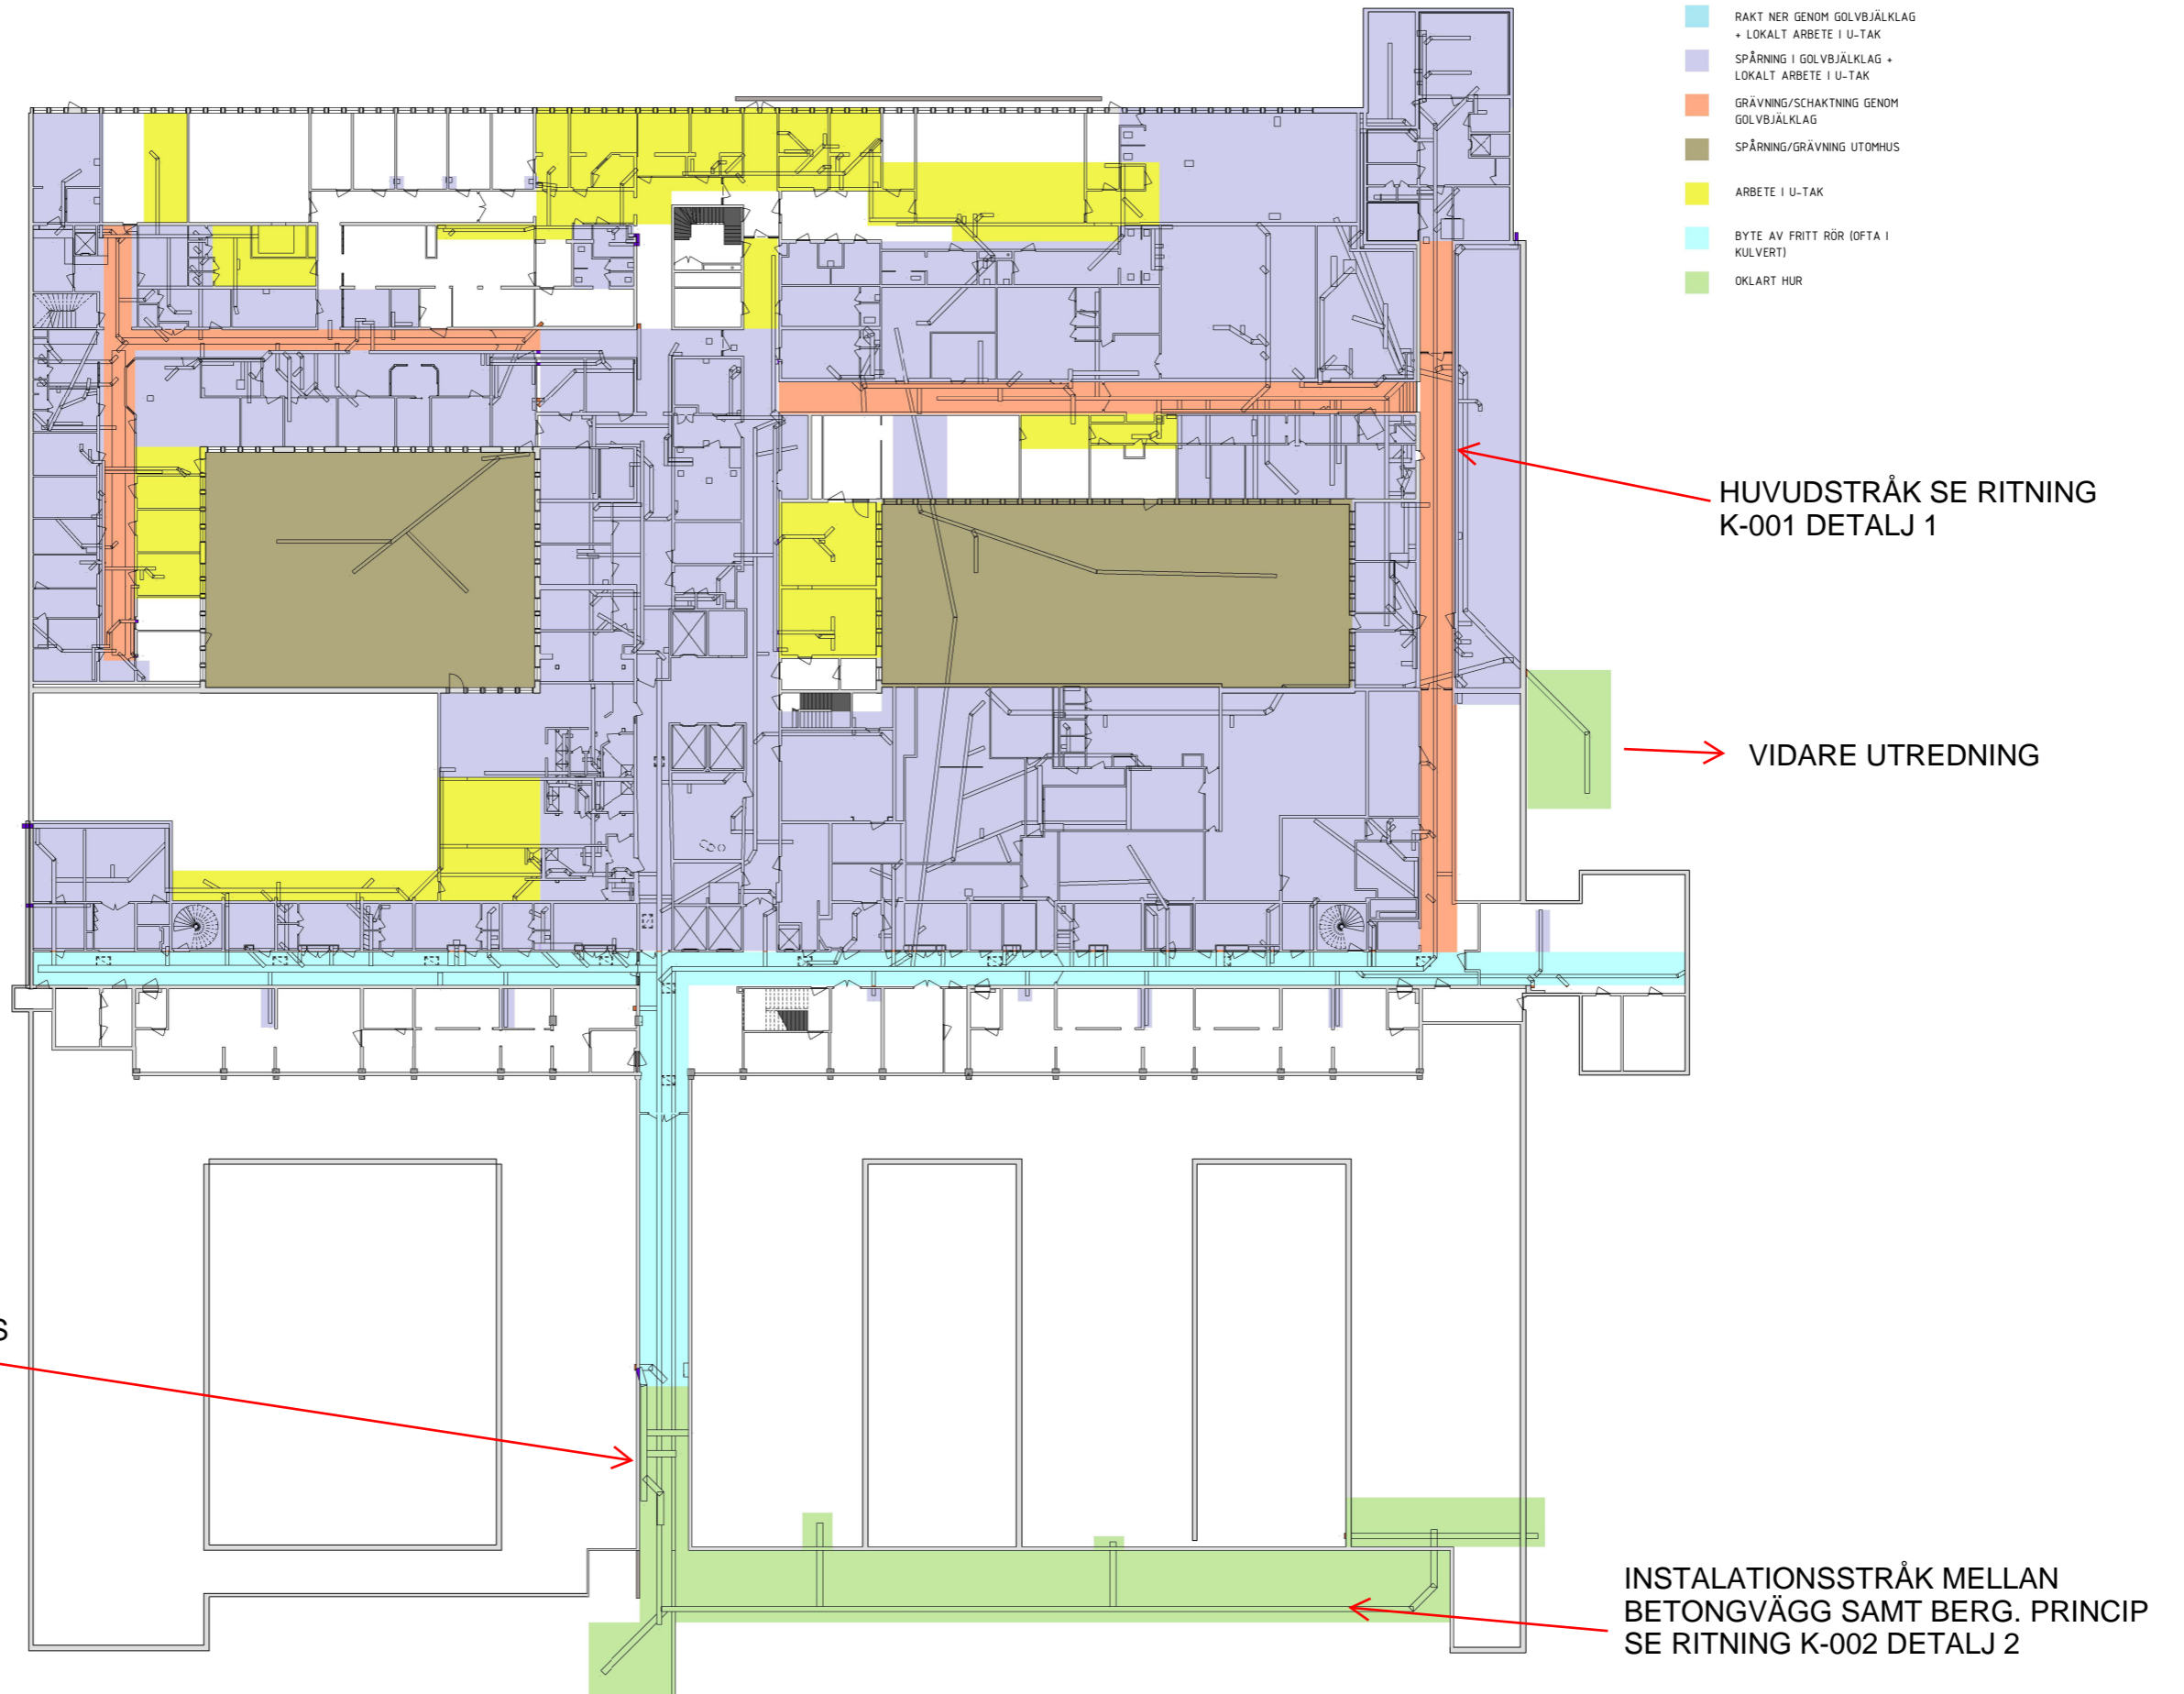 RAKT NER GENOM GOLVBJÄLKLAG
+ LOKALT ARBETE I U-TAK
SPÅRNING I GOLVBJÄLKLAG +
LOKALT ARBETE I U-TAK
GRÄVNING/SCHAKTNING GENOM
GOLVBJÄLKLAG
SPÅRNING/GRÄVNING UTOMHUS
ARBETE I U-TAK
BYTE AV FRITT RÖR (OFTA I
KULVERT)
OKLART HUR
HUVUDSTRÅK SE RITNING
K-001 DETALJ 1
VIDARE UTREDNING
S
INSTALATIONSSTRÅK MELLAN
BETONGVÄGG SAMT BERG. PRINCIP
SE RITNING K-002 DETALJ 2